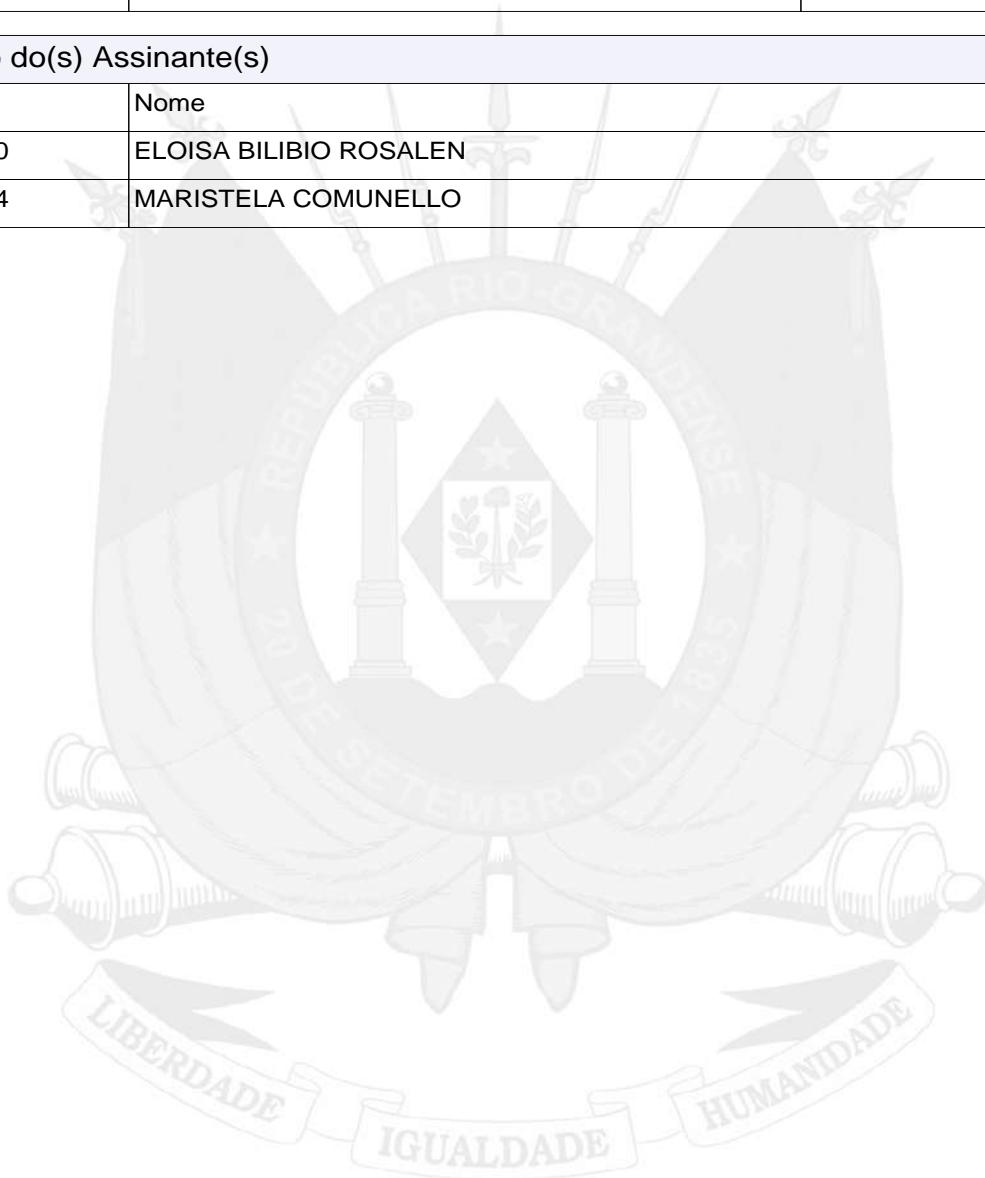 do(s) Assinante(s)
Nome
0 ELOISA BILIBIO ROSALEN
4 MARISTELA COMUNELLO
REPÚBLICA RIO-GRANDENSE
20 DE SETEMBRO DE 1835
LIBERDADE IGUALDADE HUMANIDADE